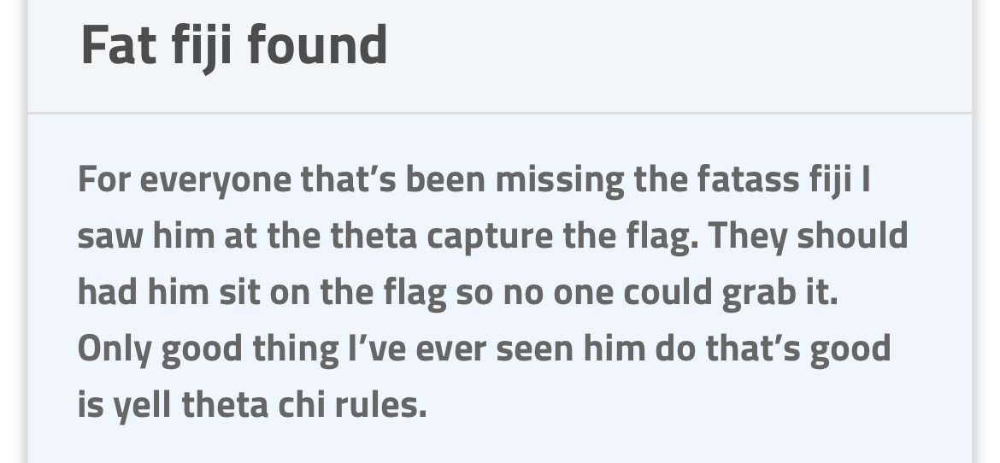 Fat fiji found
For everyone that’s been missing the fatass fiji I
saw him at the theta capture the flag. They should
had him sit on the flag so no one could grab it.
Only good thing I’ve ever seen him do that’s good
is yell theta chi rules.